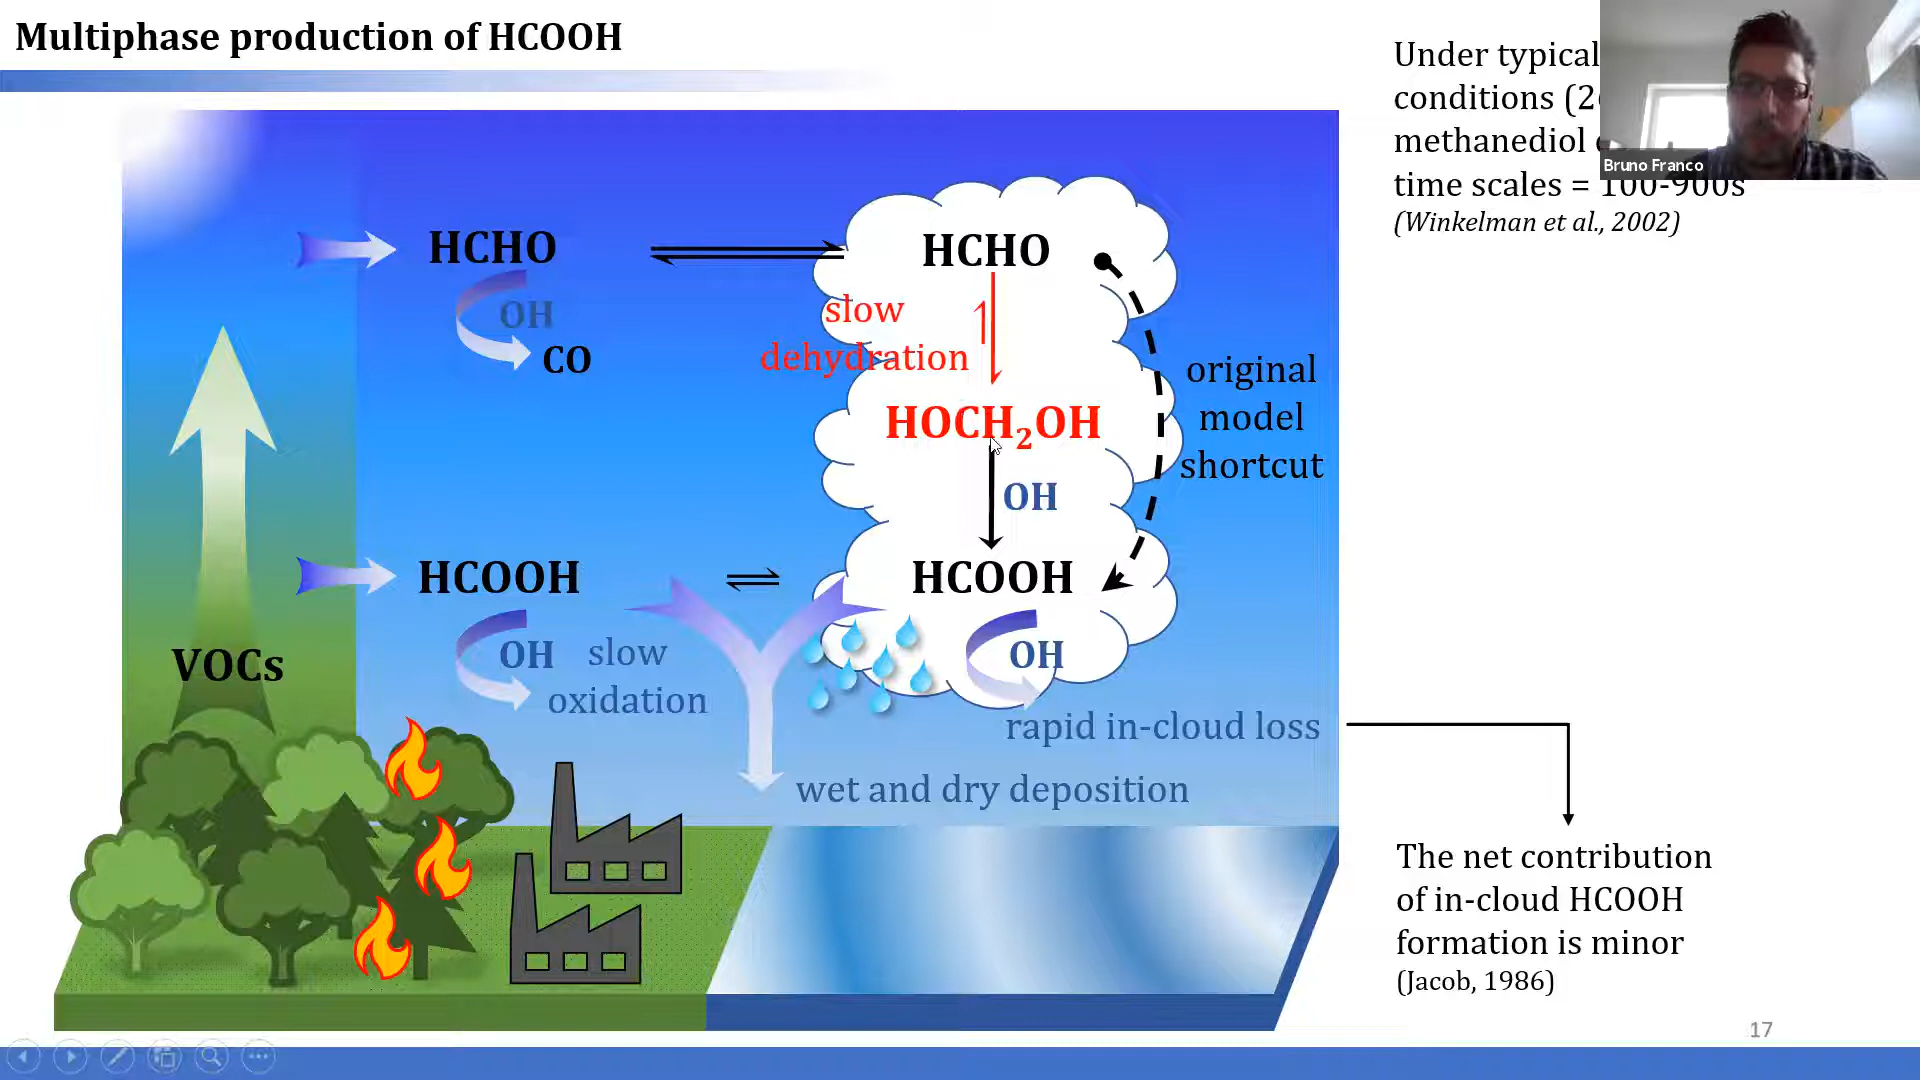 Multiphase production of HCOOH
Under typical
conditions
methanediol
time scales = 100-900s
(Winkelman et al., 2002)
Bruno Franco
HCHO
OH
CO
HCHO
slow
dehydration
HOCH₂OH
OH
original
model
shortcut
HCOOH
OH
slow
oxidation
HCOOH
OH
rapid in-cloud loss
wet and dry deposition
VOCs
The net contribution
of in-cloud HCOOH
formation is minor
(Jacob, 1986)
17